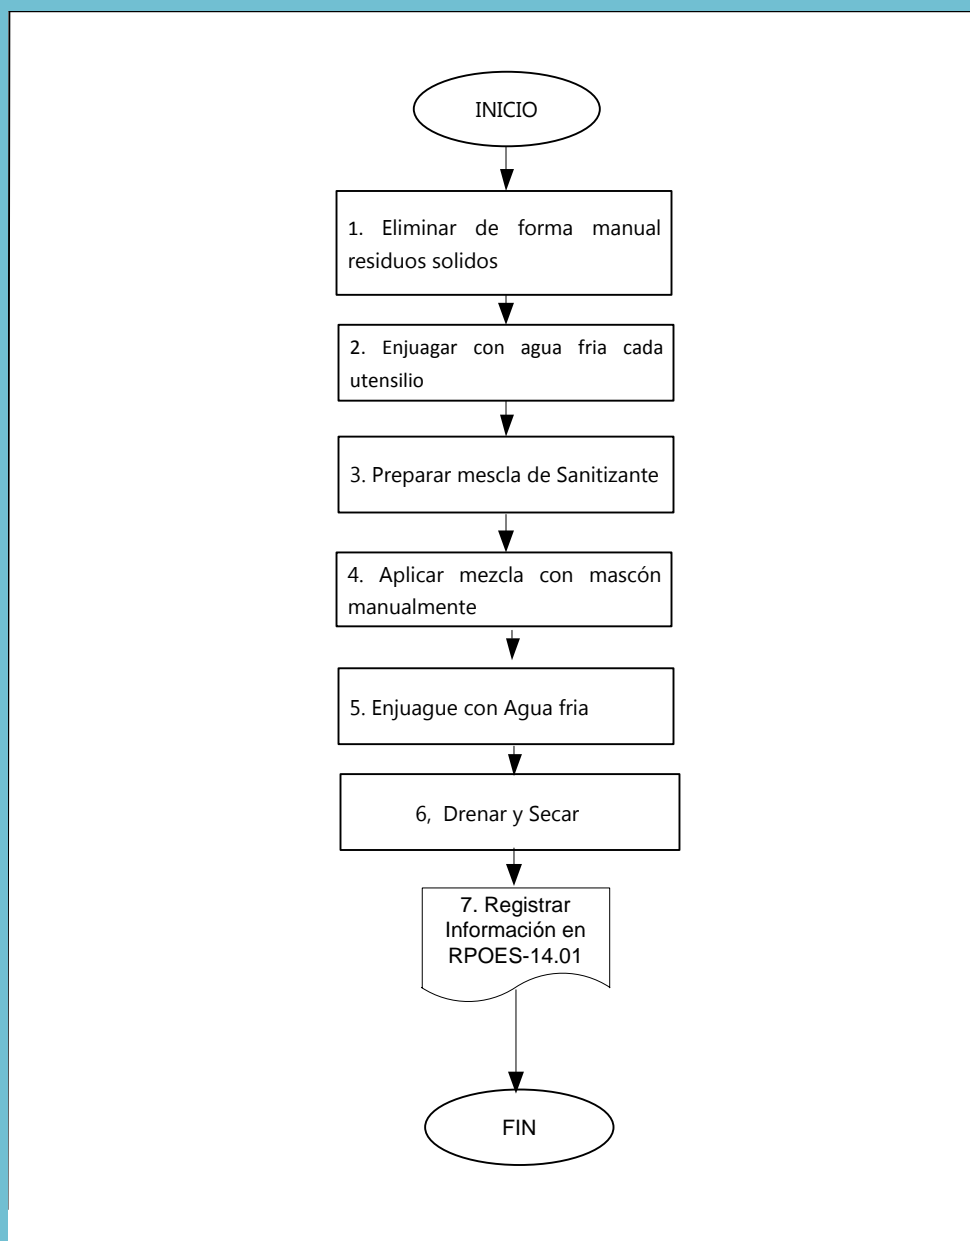 INICIO
1. Eliminar de forma manual
residuos solidos
2. Enjuagar con agua fria cada
utensilio
3. Preparar mescla de Sanitizante
4. Aplicar mezcla con mascón
manualmente
5. Enjuague con Agua fria
6, Drenar y Secar
7. Registrar
Información en
RPOES-14.01
FIN